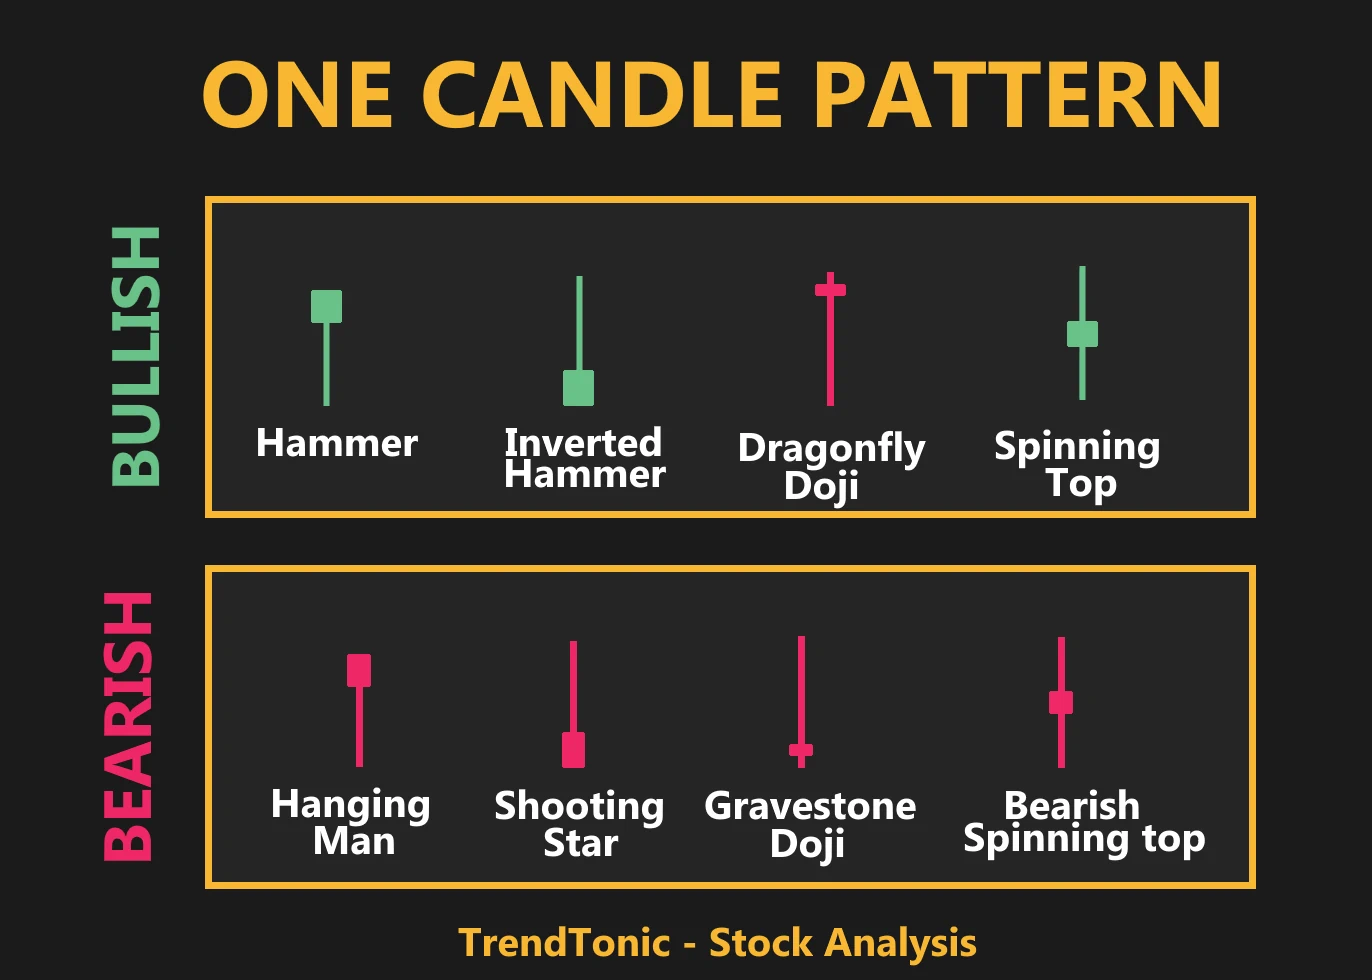 ONE CANDLE PATTERN
BULLISH
Hammer
Inverted
Hammer
Dragonfly
Doji
Spinning
Top
BEARISH
Hanging
Man
Shooting
Star
Gravestone
Doji
Bearish
Spinning top
TrendTonic - Stock Analysis